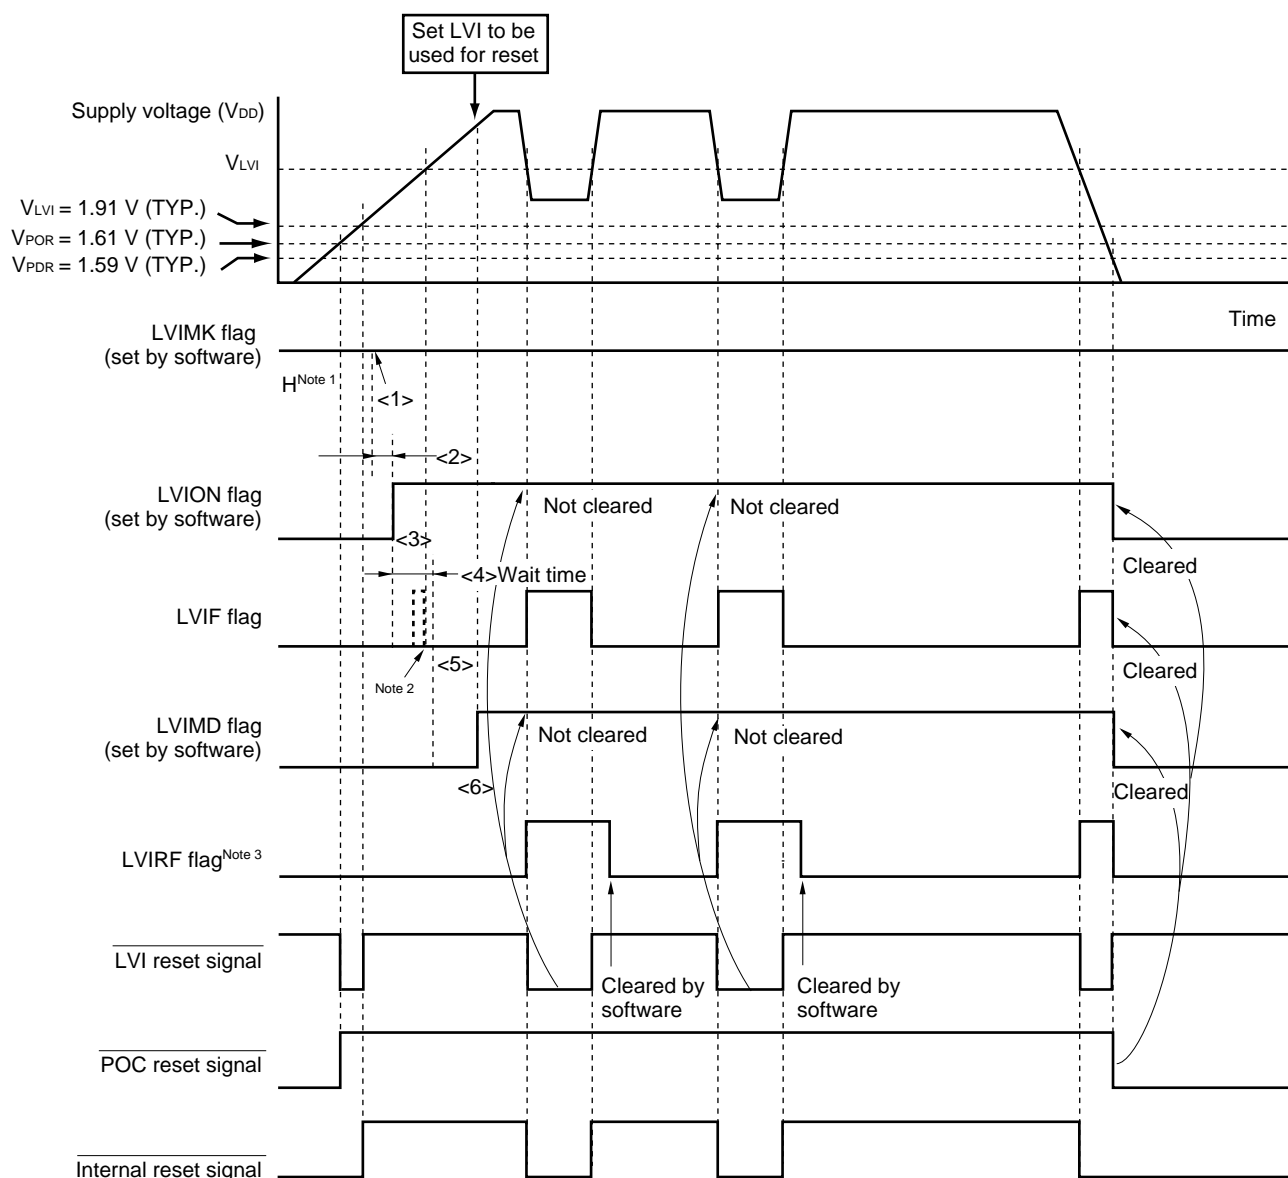 Set LVI to be
used for reset
Supply voltage (VDD)
VLVI
VLVI = 1.91 V (TYP.)
VPOR = 1.61 V (TYP.)
VPDR = 1.59 V (TYP.)
Time
LVIMK flag
(set by software)
HNote 1
<1>
<2>
LVION flag
(set by software)
Not cleared
Not cleared
<3>
Cleared
<4>Wait time
LVIF flag
<5>
Note 2
Cleared
LVIMD flag
(set by software)
Not cleared
Not cleared
<6>
Cleared
LVIRF flagNote 3
LVI reset signal
Cleared by
software
Cleared by
software
POC reset signal
Internal reset signal